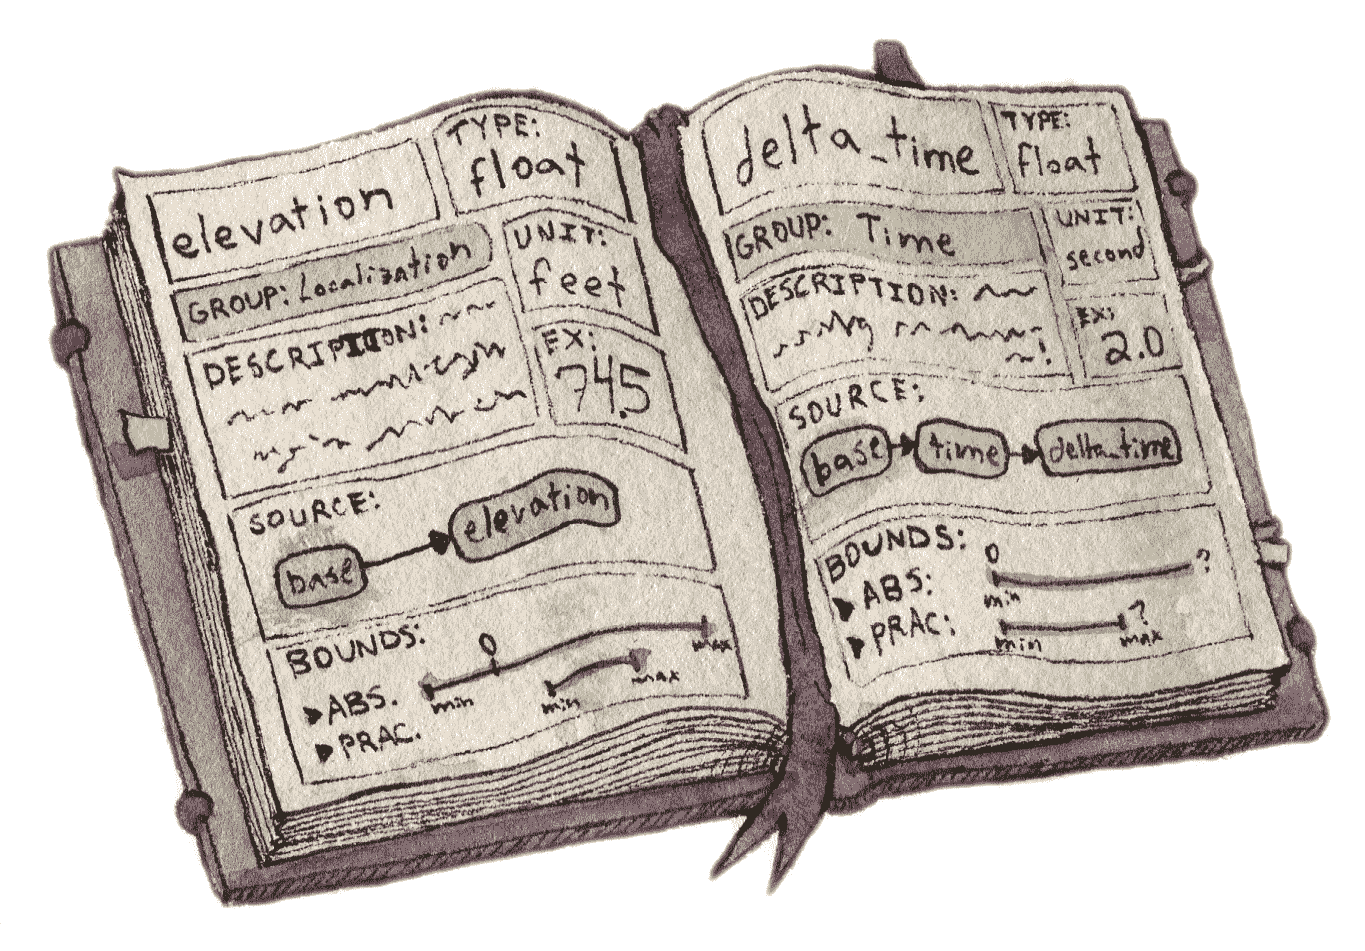 elevation
TYPE:
float
GROUP: Localization
UNIT:
feet
DESCRIPTION:
EX:
74.5
SOURCE:
base
elevation
BOUNDS:
ABS.
min
0
max
PRAC.
min
max
delta_time
TYPE:
float
GROUP: Time
UNIT:
second
DESCRIPTION:
EX:
2.0
SOURCE:
base
time
delta_time
BOUNDS:
ABS:
0
min
?
PRAC:
min
?
max